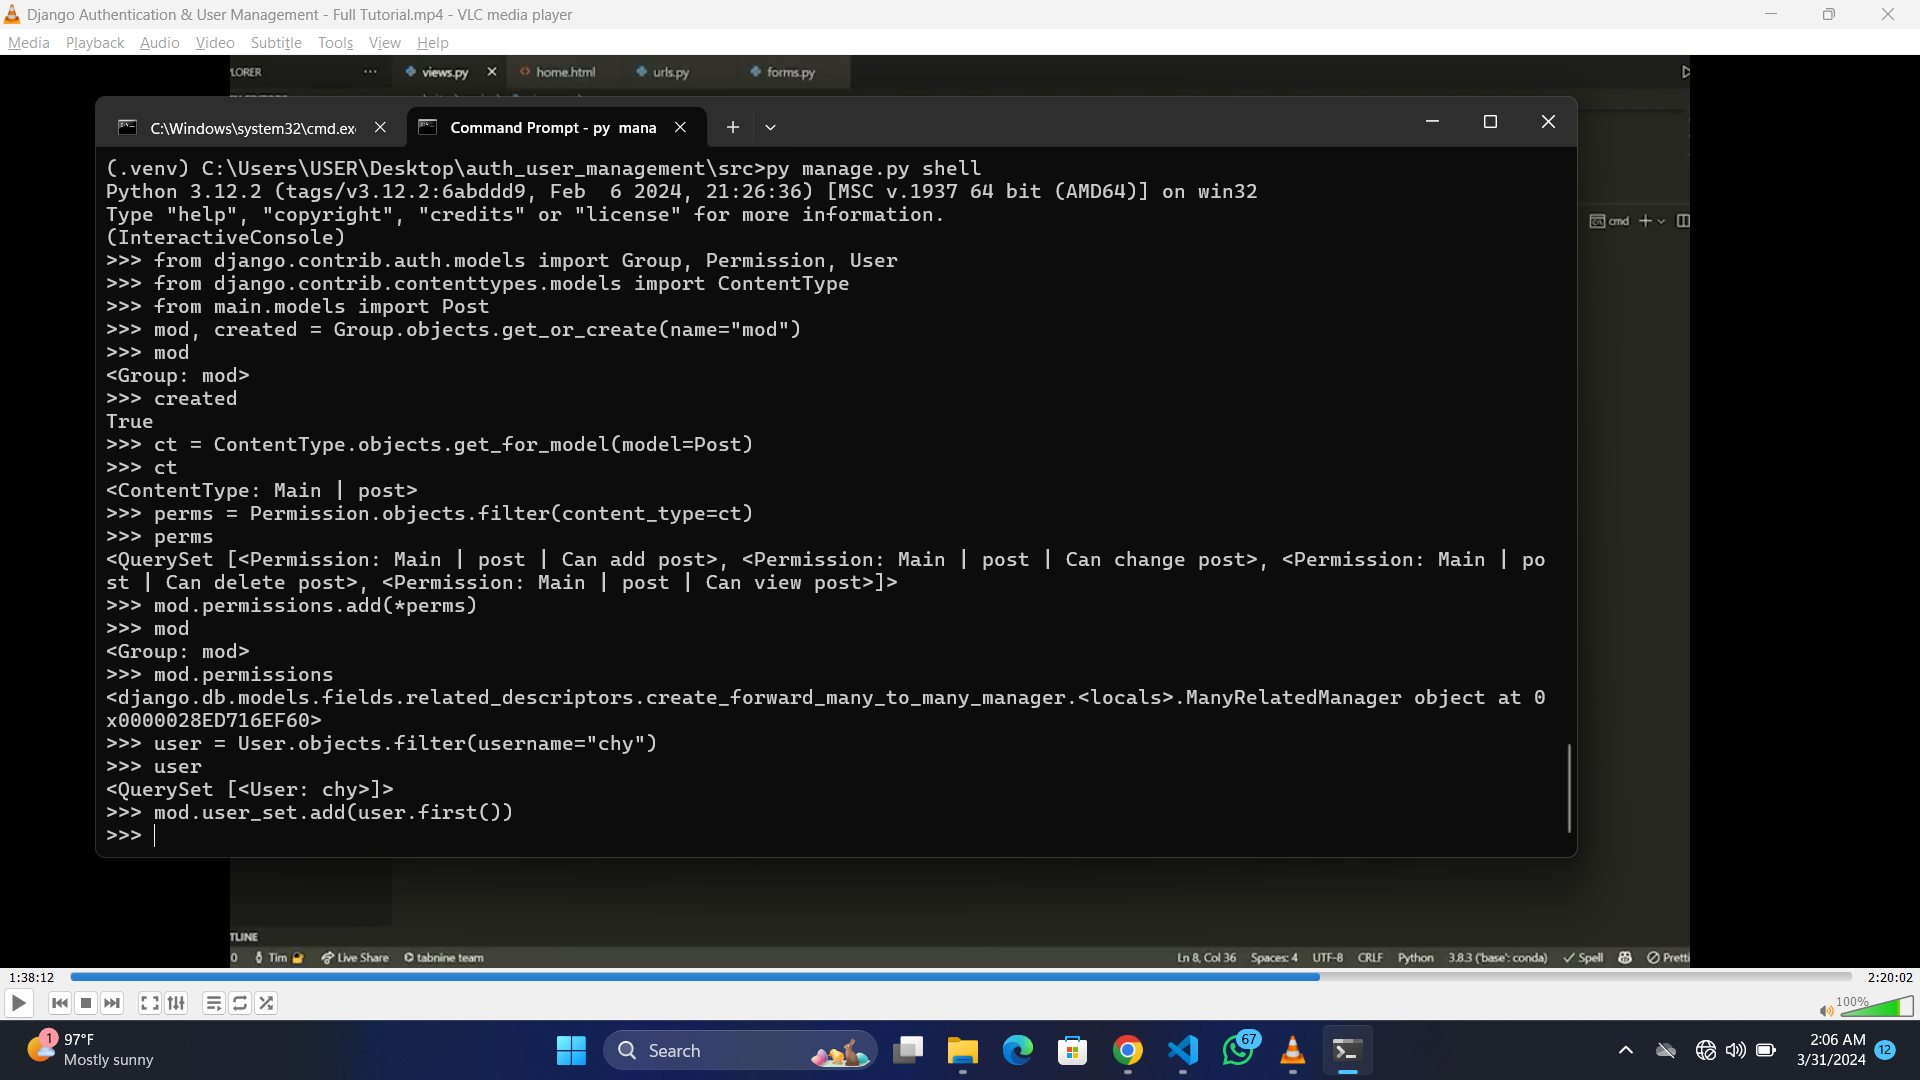 Django Authentication & User Management - Full Tutorial.mp4 - VLC media player
Media Playback Audio Video Subtitle Tools View Help
LORER ··· views.py home.html urls.py forms.py
C:\Windows\system32\cmd.ex Command Prompt - py mana
(.venv) C:\Users\USER\Desktop\auth_user_management\src>py manage.py shell
Python 3.12.2 (tags/v3.12.2:6abddd9, Feb  6 2024, 21:26:36) [MSC v.1937 64 bit (AMD64)] on win32
Type "help", "copyright", "credits" or "license" for more information.
(InteractiveConsole)
>>> from django.contrib.auth.models import Group, Permission, User
>>> from django.contrib.contenttypes.models import ContentType
>>> from main.models import Post
>>> mod, created = Group.objects.get_or_create(name="mod")
>>> mod
<Group: mod>
>>> created
True
>>> ct = ContentType.objects.get_for_model(model=Post)
>>> ct
<ContentType: Main | post>
>>> perms = Permission.objects.filter(content_type=ct)
>>> perms
<QuerySet [<Permission: Main | post | Can add post>, <Permission: Main | post | Can change post>, <Permission: Main | po
st | Can delete post>, <Permission: Main | post | Can view post>]>
>>> mod.permissions.add(*perms)
>>> mod
<Group: mod>
>>> mod.permissions
<django.db.models.fields.related_descriptors.create_forward_many_to_many_manager.<locals>.ManyRelatedManager object at 0
x0000028ED716EF60>
>>> user = User.objects.filter(username="chy")
>>> user
<QuerySet [<User: chy>]>
>>> mod.user_set.add(user.first())
>>>
cmd
TLINE
0 Tim Live Share tabnine team Ln 8, Col 36 Spaces: 4 UTF-8 CRLF Python 3.8.3 ('base': conda) Spell Pretti
1:38:12 2:20:02
100%
1 97°F
Mostly sunny
Search
67
2:06 AM
3/31/2024
12